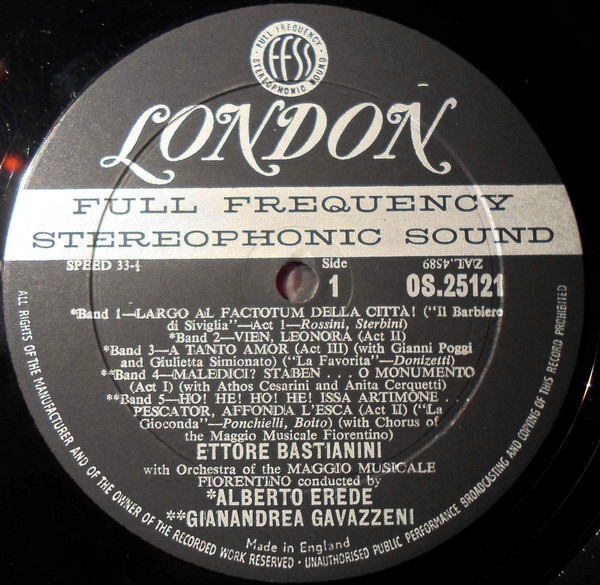 FULL FREQUENCY
FFSS
STEREOPHONIC SOUND
LONDON
FULL FREQUENCY
STEREOPHONIC SOUND
SPEED 33-⅓
Side
1
ZAL.4589
OS.25121
*Band 1—LARGO AL FACTOTUM DELLA CITTÀ! ("Il Barbiere
di Siviglia"—Act 1—Rossini, Sterbini)
*Band 2—VIEN, LEONORA (Act II)
*Band 3—A TANTO AMOR (Act III) (with Gianni Poggi
and Giulietta Simionato) ("La Favorita"—Donizetti)
**Band 4—MALEDICI? STABEN . . . O MONUMENTO
(Act I) (with Athos Cesarini and Anita Cerquetti)
**Band 5—HO! HE! HO! HE! ISSA ARTIMONE . . .
PESCATOR, AFFONDA L'ESCA (Act II) ("La
Gioconda"—Ponchielli, Boito) (with Chorus of
the Maggio Musicale Fiorentino)
ETTORE BASTIANINI
with Orchestra of the MAGGIO MUSICALE
FIORENTINO conducted by
*ALBERTO EREDE
**GIANANDREA GAVAZZENI
Made in England
ALL RIGHTS OF THE MANUFACTURER AND OF THE OWNER OF THE RECORDED WORK RESERVED · UNAUTHORISED PUBLIC PERFORMANCE BROADCASTING AND COPYING OF THIS RECORD PROHIBITED